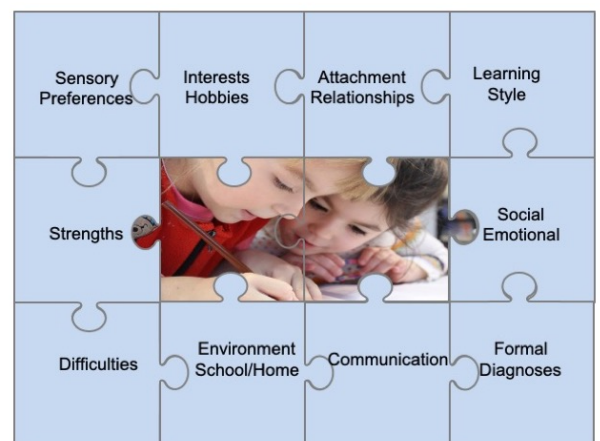 Sensory
Preferences
Interests
Hobbies
Attachment
Relationships
Learning
Style
Strengths
Social
Emotional
Difficulties
Environment
School/Home
Communication
Formal
Diagnoses